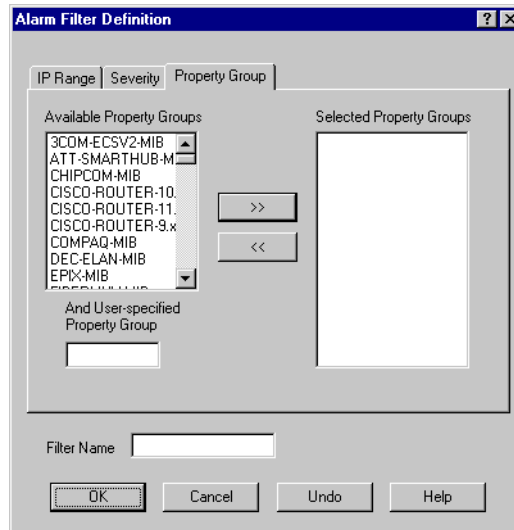 Alarm Filter Definition
? X
IP Range Severity Property Group
Available Property Groups
Selected Property Groups
3COM-ECSV2-MIB
ATT-SMARTHUB-M
CHIPCOM-MIB
CISCO-ROUTER-10.
CISCO-ROUTER-11.
CISCO-ROUTER-9.x
COMPAQ-MIB
DEC-ELAN-MIB
EPIX-MIB
>>
<<
And User-specified
Property Group
Filter Name
OK Cancel Undo Help